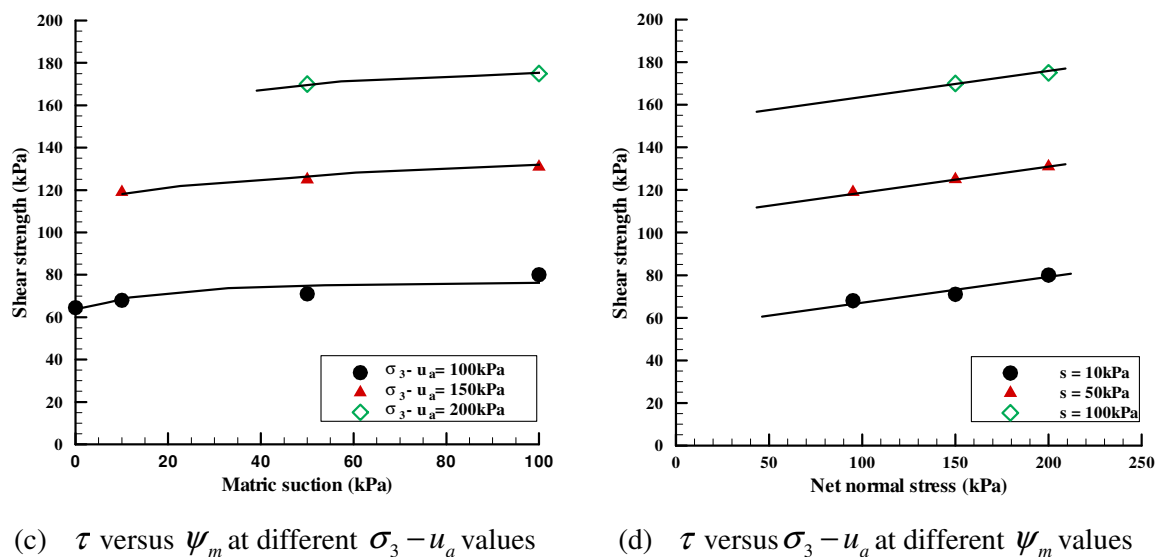 200
180
160
140
120
100
80
60
40
20
0
Shear strength (kPa)
0 20 40 60 80 100
Matric suction (kPa)
σ₃- uₐ= 100kPa
σ₃- uₐ= 150kPa
σ₃- uₐ= 200kPa
(c) τ versus ψₘ at different σ₃ − uₐ values
200
180
160
140
120
100
80
60
40
20
0
Shear strength (kPa)
0 50 100 150 200 250
Net normal stress (kPa)
s = 10kPa
s = 50kPa
s = 100kPa
(d) τ versus σ₃ − uₐ at different ψₘ values